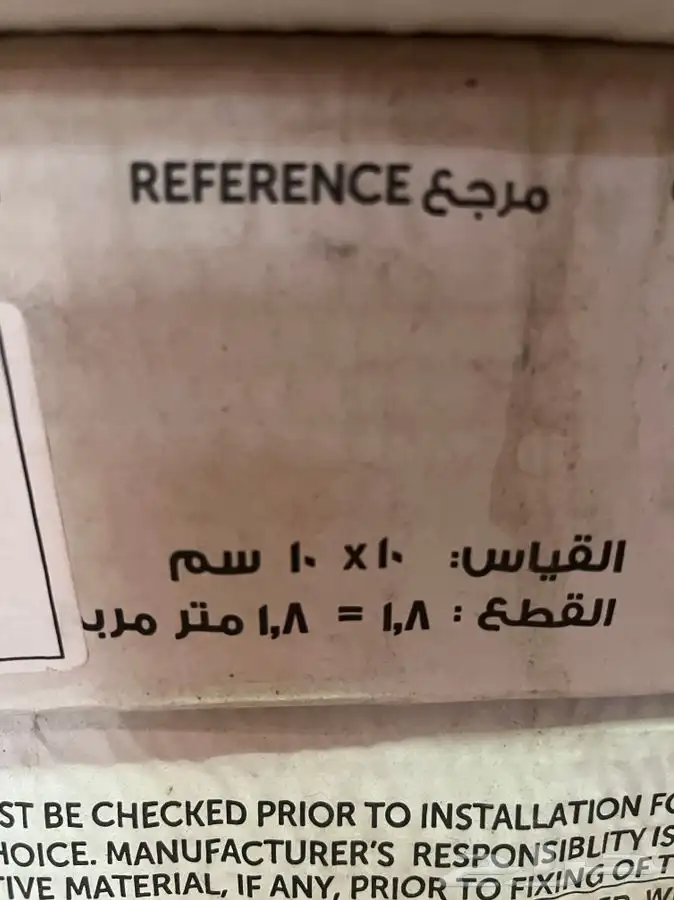 مرجع REFERENCE
القياس: ١٠ x ١٠ سم
القطع : ١,٨ = ١,٨ متر مرب
ST BE CHECKED PRIOR TO INSTALLATION FO
HOICE. MANUFACTURER'S RESPONSIBLITY IS
TIVE MATERIAL, IF ANY, PRIOR TO FIXING OF T